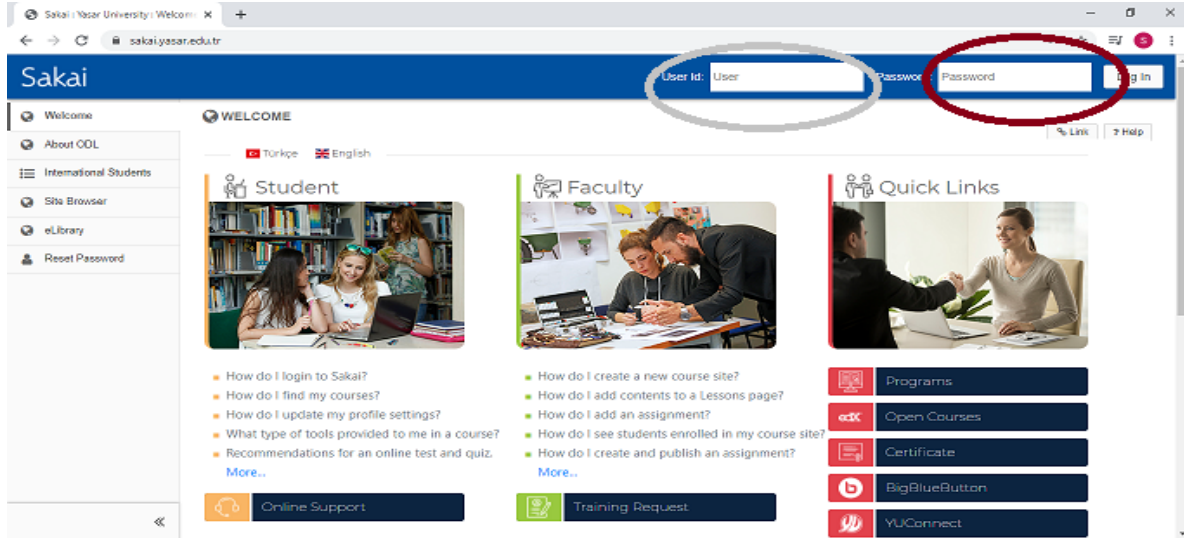 Sakai : Yasar University : Welcom
sakai.yasar.edu.tr
S
Sakai
User Id: User
Password: Password
Log In
Welcome
About ODL
International Students
Site Browser
eLibrary
Reset Password
WELCOME
Link
? Help
Türkçe
English
Student
How do I login to Sakai?
How do I find my courses?
How do I update my profile settings?
What type of tools provided to me in a course?
Recommendations for an online test and quiz.
More..
Online Support
Faculty
How do I create a new course site?
How do I add contents to a Lessons page?
How do I add an assignment?
How do I see students enrolled in my course site?
How do I create and publish an assignment?
More..
Training Request
Quick Links
Programs
edX Open Courses
Certificate
b BigBlueButton
YU YUConnect